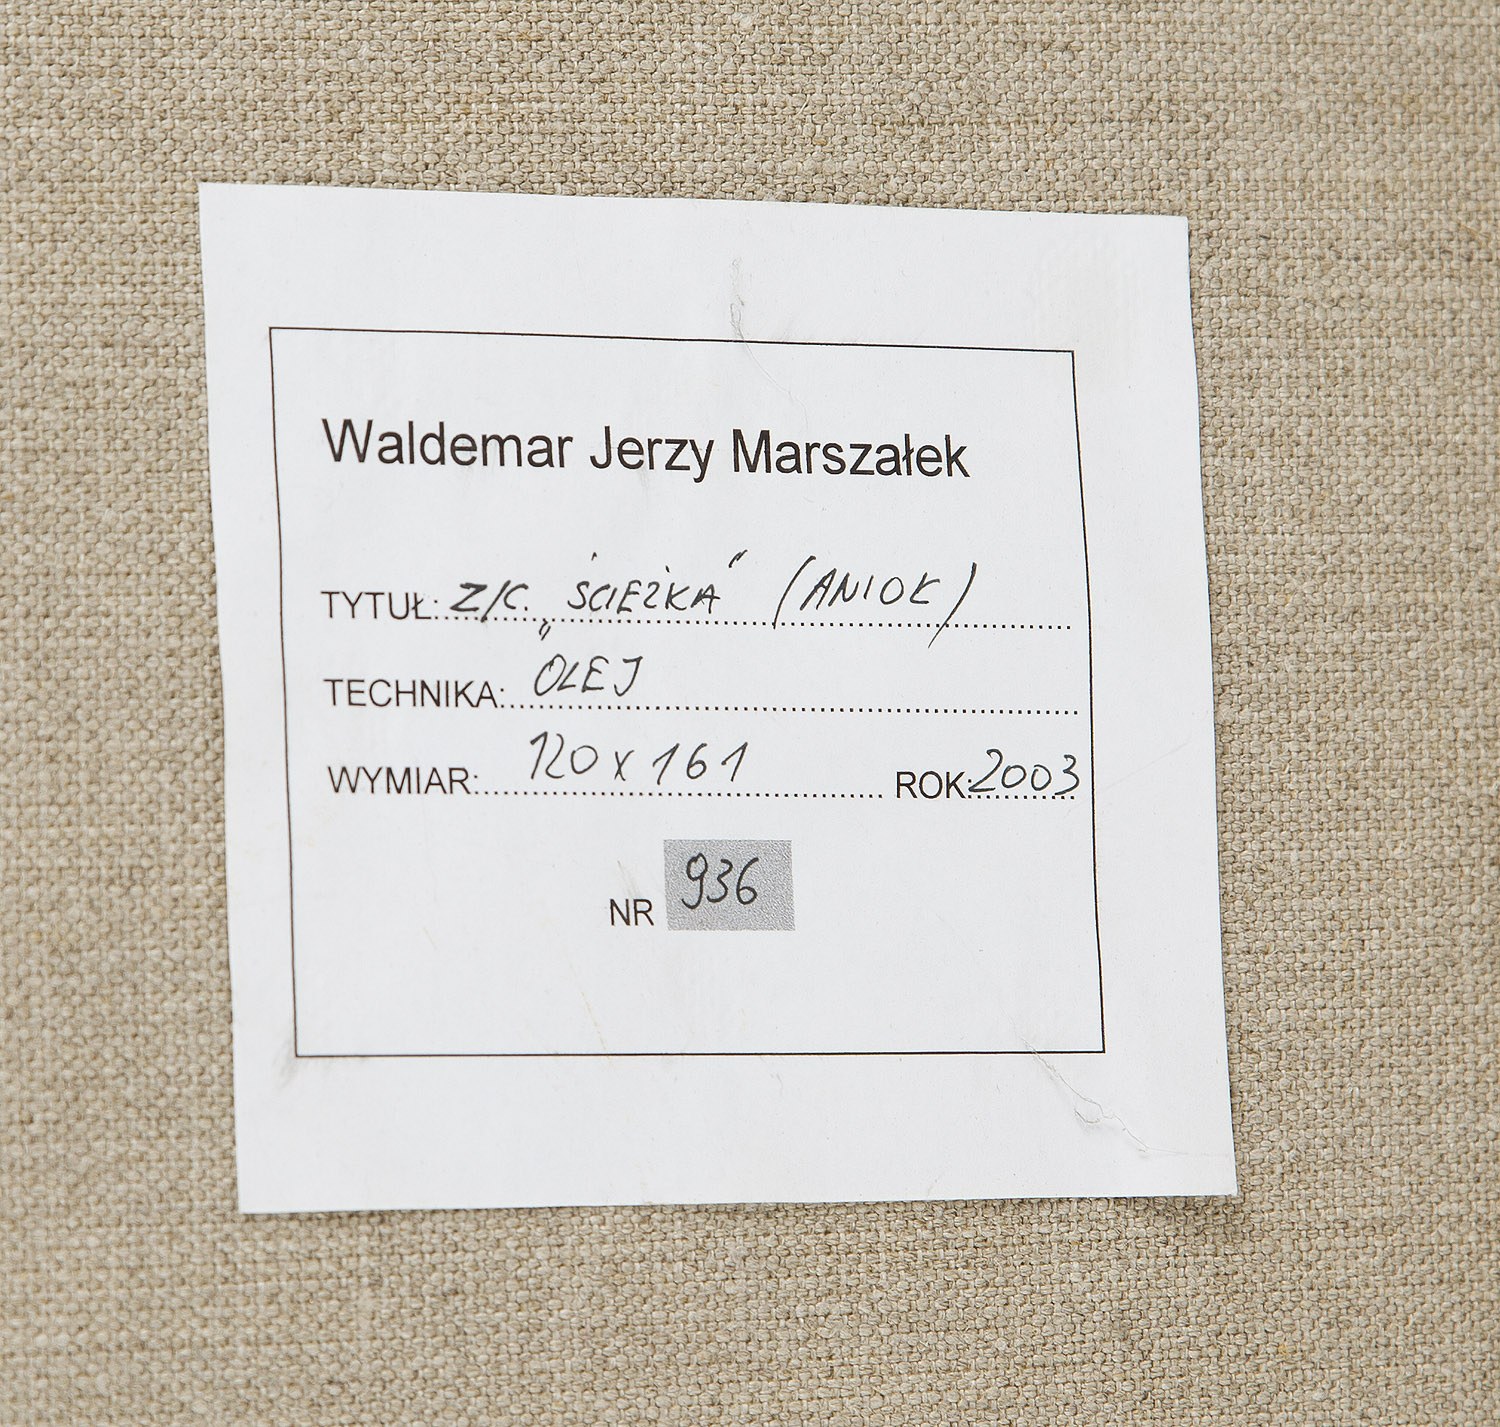 Waldemar Jerzy Marszałek
TYTUŁ: Z/C. „ŚCIEŻKA" (ANIOŁ)
TECHNIKA: OLEJ
WYMIAR: 120 x 161 ROK: 2003
NR 936